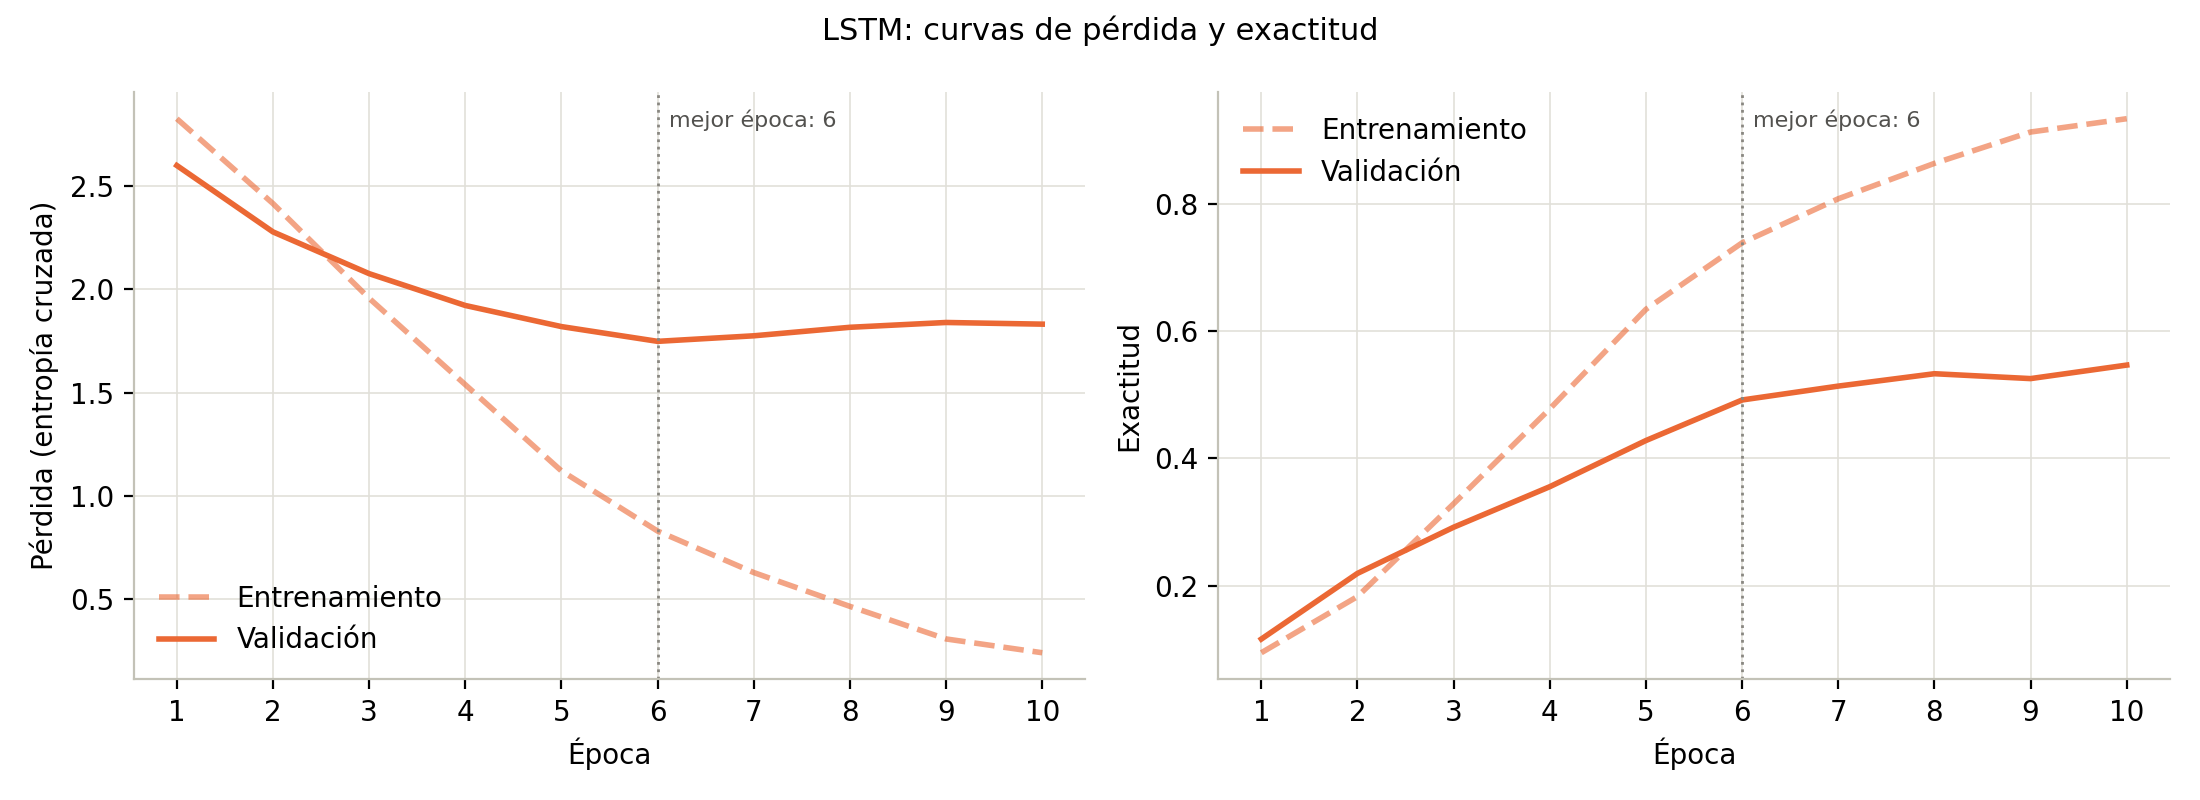 LSTM: curvas de pérdida y exactitud
Pérdida (entropía cruzada)
2.5
2.0
1.5
1.0
0.5
mejor época: 6
Entrenamiento
Validación
1 2 3 4 5 6 7 8 9 10
Época
Exactitud
0.8
0.6
0.4
0.2
Entrenamiento
Validación
mejor época: 6
1 2 3 4 5 6 7 8 9 10
Época